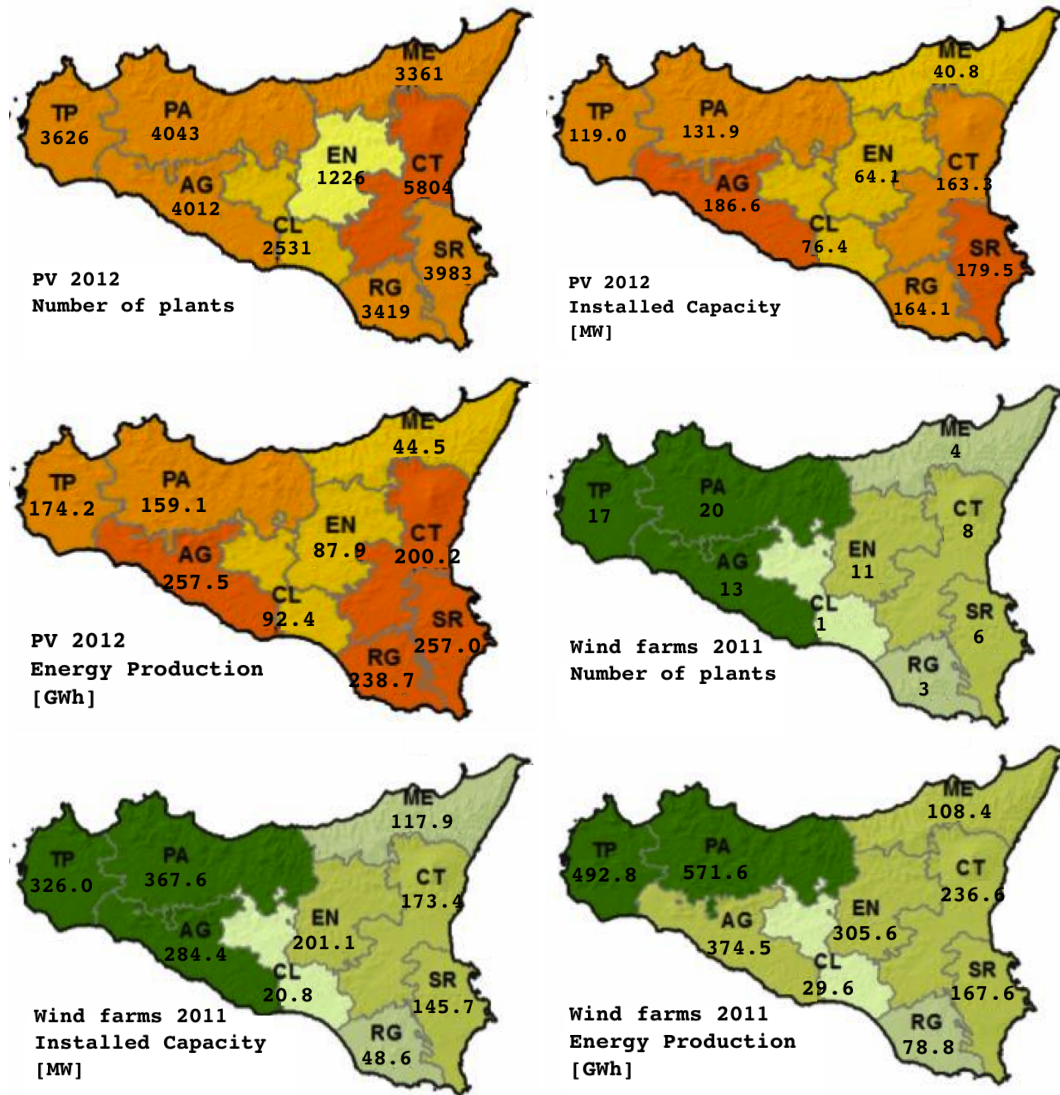 ME
3361
TP
3626
PA
4043
EN
1226
CT
5804
AG
4012
CL
2531
SR
3983
RG
3419
PV 2012
Number of plants
ME
40.8
TP
119.0
PA
131.9
EN
64.1
CT
163.3
AG
186.6
CL
76.4
SR
179.5
RG
164.1
PV 2012
Installed Capacity
[MW]
ME
44.5
TP
174.2
PA
159.1
EN
87.9
CT
200.2
AG
257.5
CL
92.4
SR
257.0
RG
238.7
PV 2012
Energy Production
[GWh]
ME
4
TP
17
PA
20
CT
8
EN
11
AG
13
CL
1
SR
6
RG
3
Wind farms 2011
Number of plants
ME
117.9
TP
326.0
PA
367.6
CT
173.4
EN
201.1
AG
284.4
CL
20.8
SR
145.7
RG
48.6
Wind farms 2011
Installed Capacity
[MW]
ME
108.4
TP
492.8
PA
571.6
CT
236.6
EN
305.6
AG
374.5
CL
29.6
SR
167.6
RG
78.8
Wind farms 2011
Energy Production
[GWh]